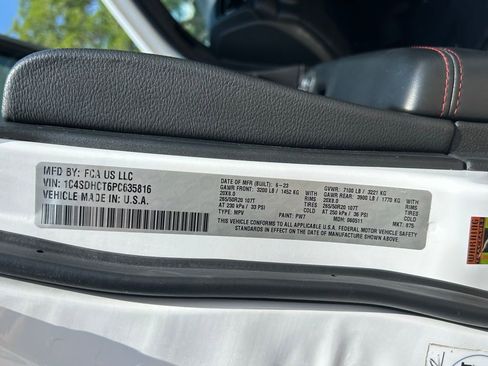 MFD BY: FCA US LLC
VIN: 1C4SDHCT6PC635816
VEHICLE MADE IN: U.S.A.
DATE OF MFR (BUILT): 6-23
GVWR: 7100 LB / 3221 KG
GAWR FRONT: 3200 LB / 1452 KG WITH
GAWR REAR: 3900 LB / 1770 KG WITH
20X8.0 RIMS
20X8.0 RIMS
265/50R20 107T TIRES
265/50R20 107T TIRES
AT 230 kPa / 33 PSI COLD
AT 250 kPa / 36 PSI COLD
TYPE: MPV
PAINT: PW7
MDH: 060511
MKT: 875
THIS VEHICLE CONFORMS TO ALL APPLICABLE U.S.A. FEDERAL MOTOR VEHICLE SAFETY
STANDARDS IN EFFECT ON THE DATE OF MANUFACTURE SHOWN ABOVE